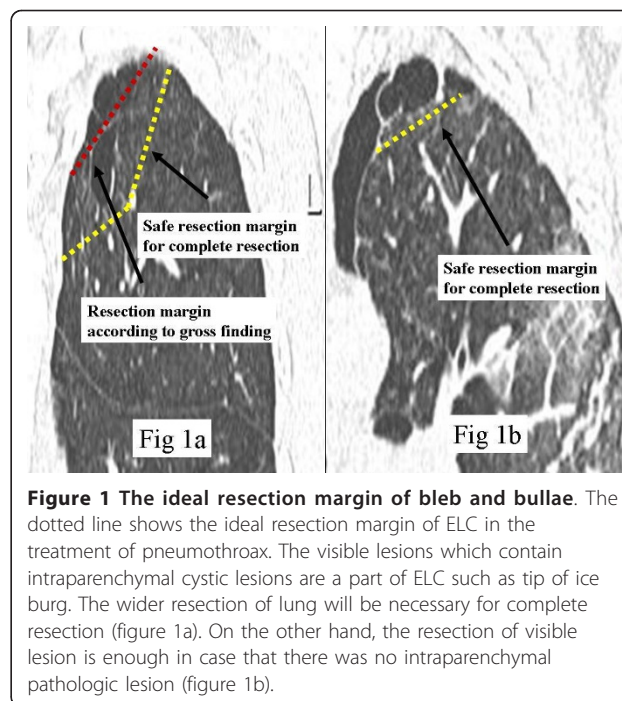 Safe resection margin
for complete resection
Resection margin
according to gross finding
Fig 1a
Safe resection margin
for complete resection
Fig 1b
Figure 1 The ideal resection margin of bleb and bullae. The
dotted line shows the ideal resection margin of ELC in the
treatment of pneumothroax. The visible lesions which contain
intraparenchymal cystic lesions are a part of ELC such as tip of ice
burg. The wider resection of lung will be necessary for complete
resection (figure 1a). On the other hand, the resection of visible
lesion is enough in case that there was no intraparenchymal
pathologic lesion (figure 1b).